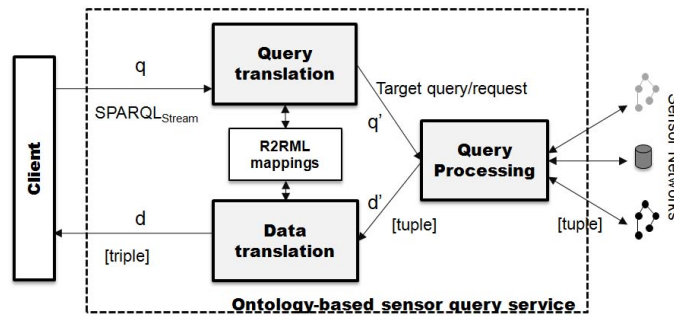 q
SPARQLStream
Client
d
[triple]
Query
translation
R2RML
mappings
Data
translation
Target query/request
q'
Query
Processing
d'
[tuple]
[tuple]
Sensor Networks
Ontology-based sensor query service